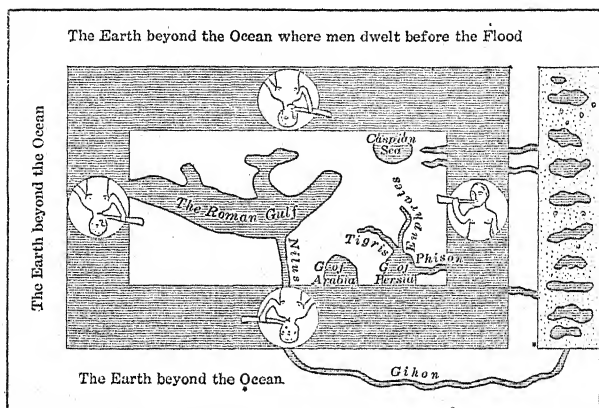 The Earth beyond the Ocean where men dwelt before the Flood
The Earth beyond the Ocean
Caspian
Sea
The Roman Gulf
Euphrates
Tigris
Nilus
Phison
G. of
Arabia
G. of
Persia
Gihon
The Earth beyond the Ocean